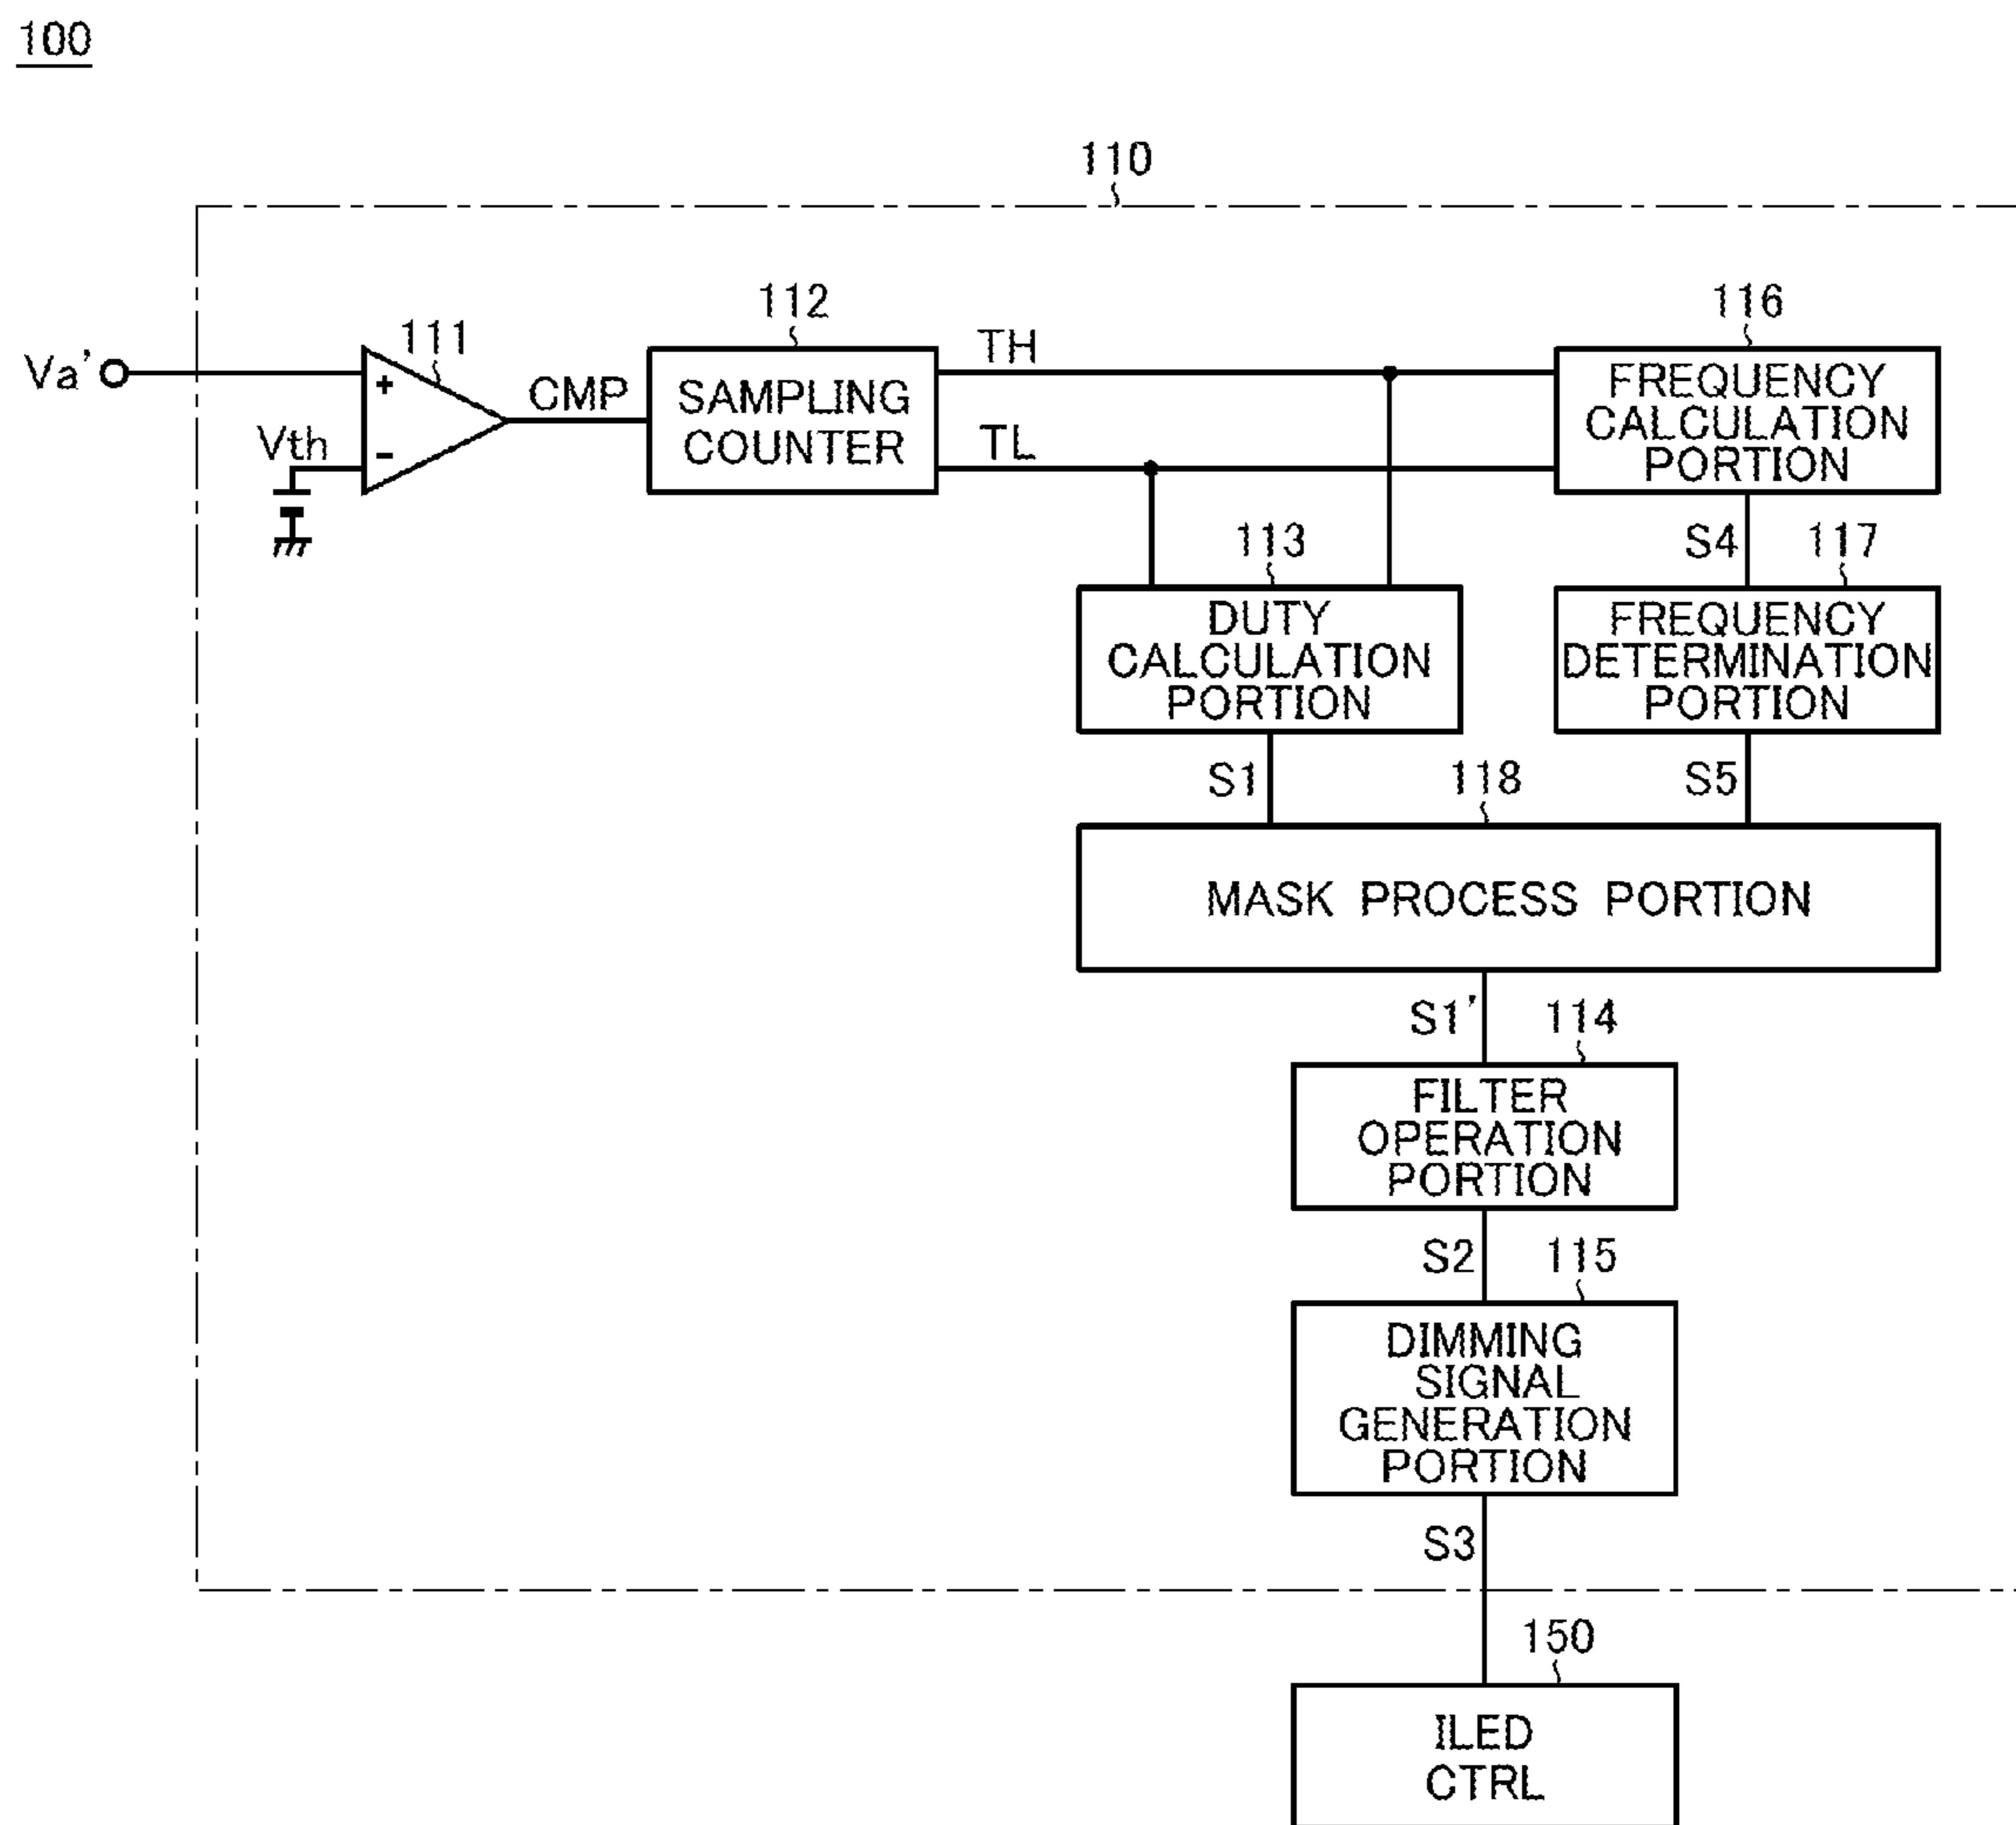 100
110
112
116
111
TH
Va'
+
CMP
SAMPLING
COUNTER
FREQUENCY
CALCULATION
PORTION
Vth
-
TL
113
S4
117
DUTY
CALCULATION
PORTION
FREQUENCY
DETERMINATION
PORTION
S1
118
S5
MASK PROCESS PORTION
S1'
114
FILTER
OPERATION
PORTION
S2
115
DIMMING
SIGNAL
GENERATION
PORTION
S3
150
ILED
CTRL